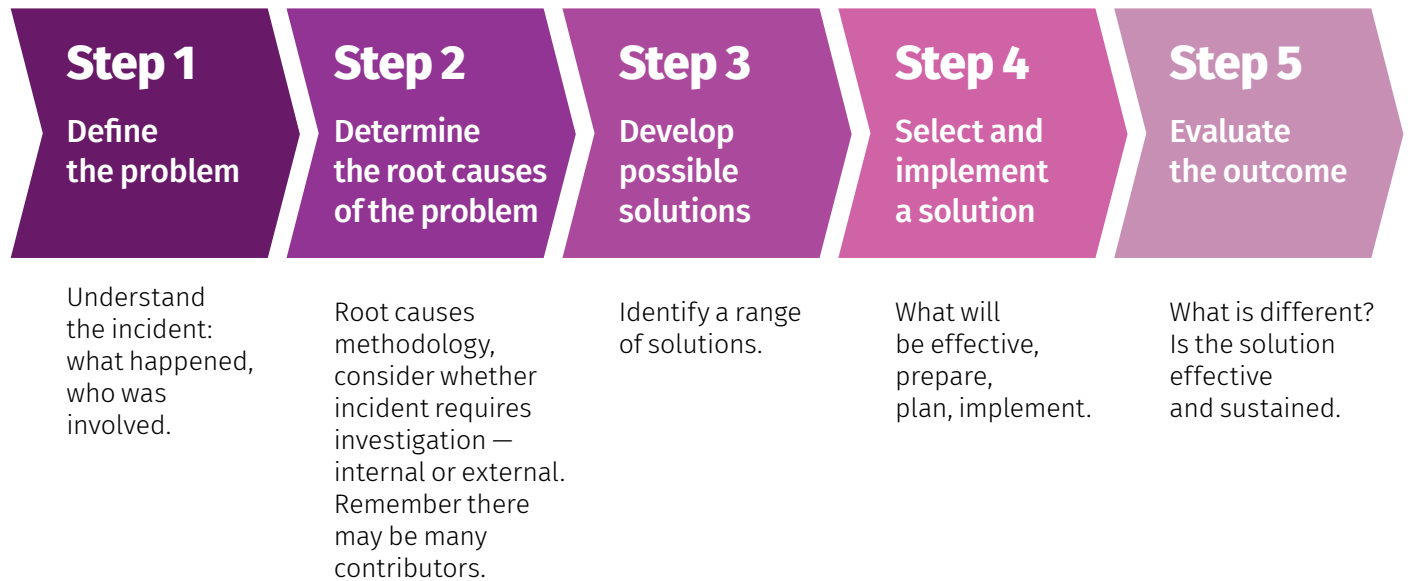 Step 1
Define
the problem
Understand
the incident:
what happened,
who was
involved.
Step 2
Determine
the root causes
of the problem
Root causes
methodology,
consider whether
incident requires
investigation —
internal or external.
Remember there
may be many
contributors.
Step 3
Develop
possible
solutions
Identify a range
of solutions.
Step 4
Select and
implement
a solution
What will
be effective,
prepare,
plan, implement.
Step 5
Evaluate
the outcome
What is different?
Is the solution
effective
and sustained.